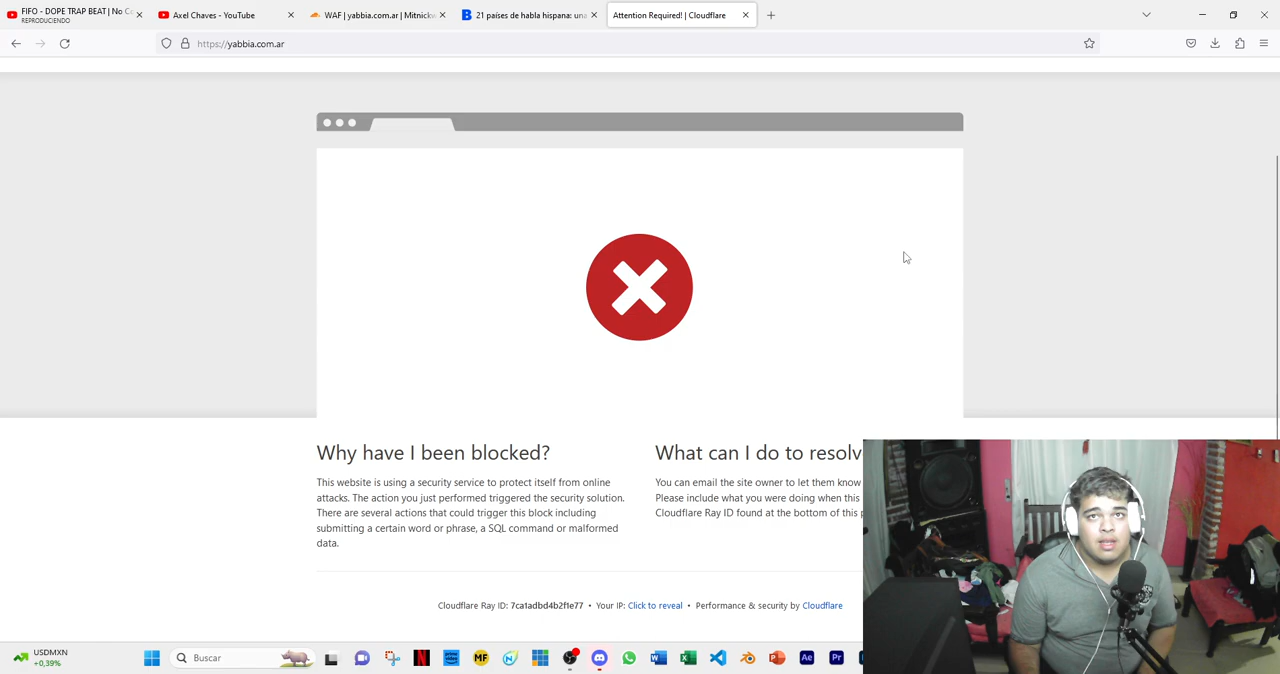 FIFO - DOPE TRAP BEAT | No Co
REPRODUCIENDO
Axel Chaves - YouTube
WAF | yabbia.com.ar | Mitnickw
21 países de habla hispana: una
Attention Required! | Cloudflare
https://yabbia.com.ar
Why have I been blocked?
This website is using a security service to protect itself from online
attacks. The action you just performed triggered the security solution.
There are several actions that could trigger this block including
submitting a certain word or phrase, a SQL command or malformed
data.
What can I do to resolv
You can email the site owner to let them know
Please include what you were doing when this
Cloudflare Ray ID found at the bottom of this p
Cloudflare Ray ID: 7ca1adbd4b2f1e77 • Your IP: Click to reveal • Performance & security by Cloudflare
USDMXN
+0,39%
Buscar
N
MF
W
X
P
Ae
Pr